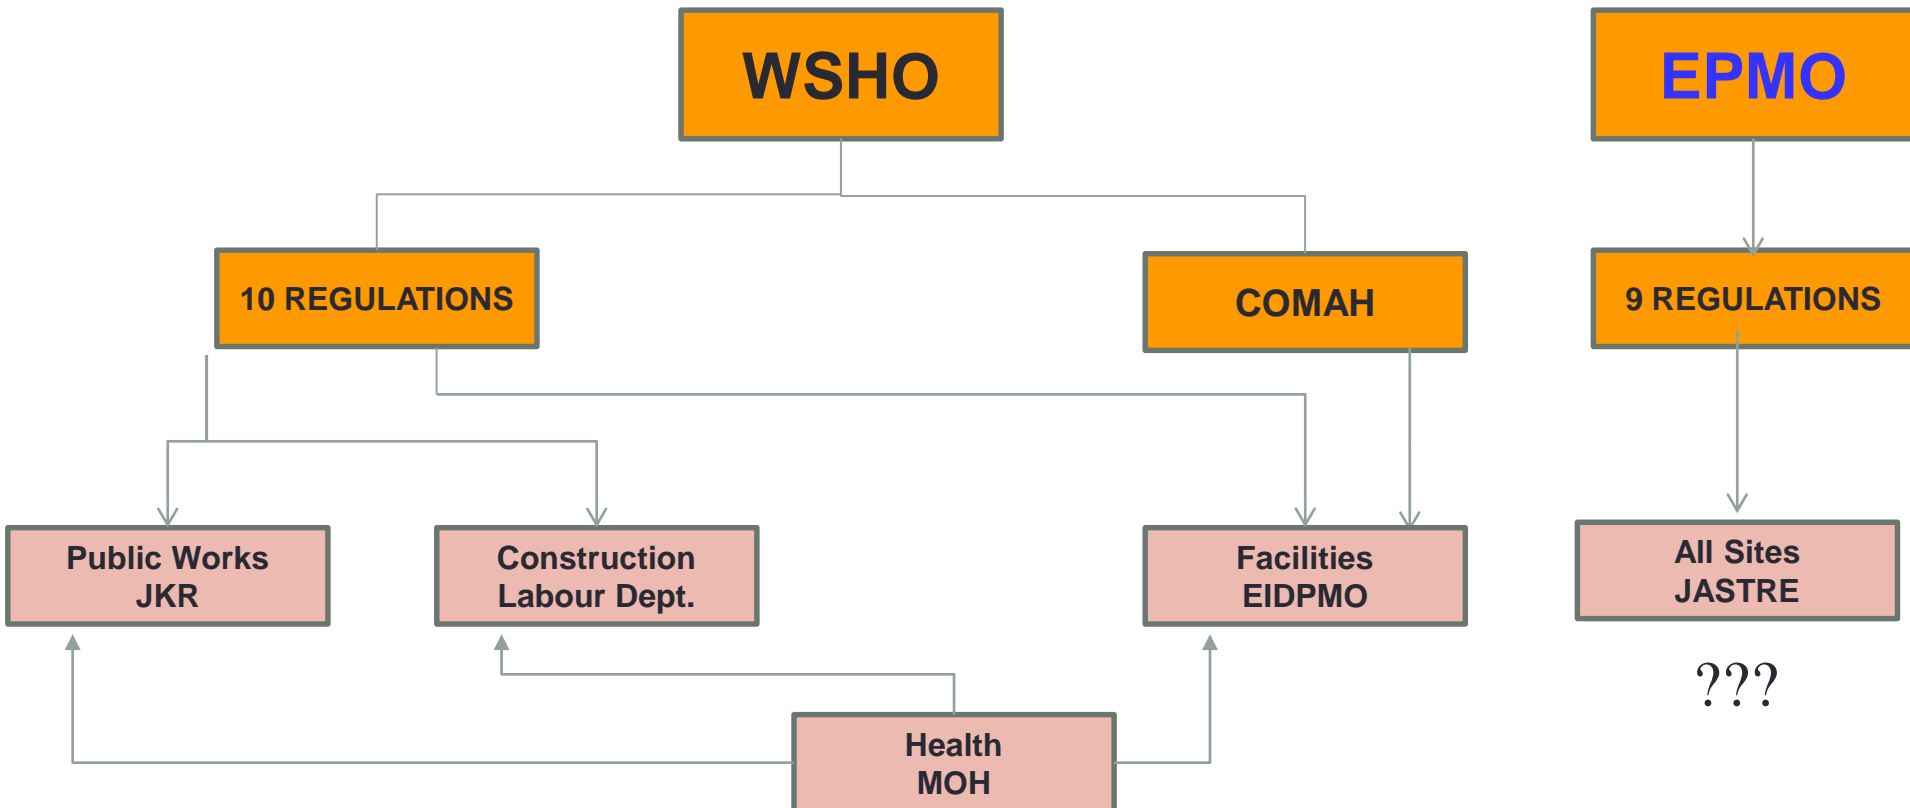 WSHO
EPMO
10 REGULATIONS
COMAH
9 REGULATIONS
Public Works
JKR
Construction
Labour Dept.
Facilities
EIDPMO
All Sites
JASTRE
???
Health
MOH